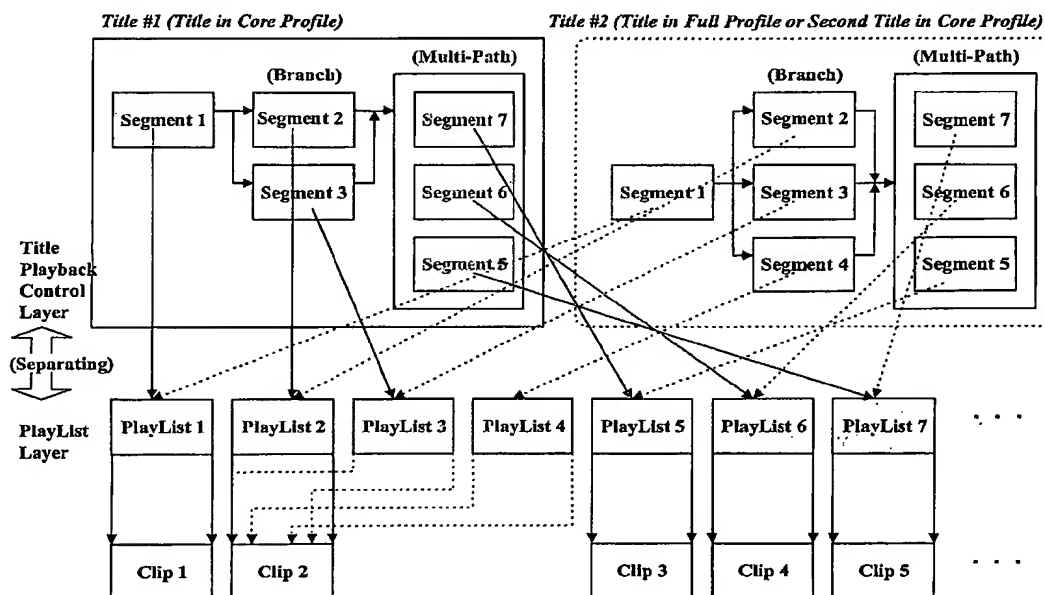 Title #1 (Title in Core Profile)
Title #2 (Title in Full Profile or Second Title in Core Profile)
(Multi-Path)
(Branch)
Segment 1
Segment 2
Segment 3
Segment 7
Segment 6
Segment 5
(Multi-Path)
(Branch)
Segment 1
Segment 2
Segment 3
Segment 4
Segment 7
Segment 6
Segment 5
Title
Playback
Control
Layer
(Separating)
PlayList
Layer
PlayList 1
PlayList 2
PlayList 3
PlayList 4
PlayList 5
PlayList 6
PlayList 7
. . .
Clip 1
Clip 2
Clip 3
Clip 4
Clip 5
. . .